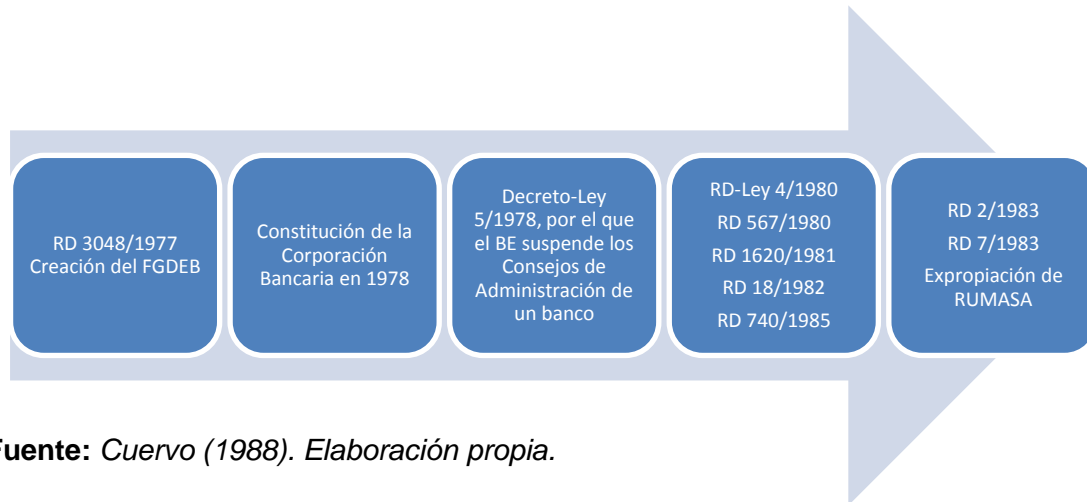 RD 3048/1977
Creación del FGDEB
Constitución de la
Corporación
Bancaria en 1978
Decreto-Ley
5/1978, por el que
el BE suspende los
Consejos de
Administración de
un banco
RD-Ley 4/1980
RD 567/1980
RD 1620/1981
RD 18/1982
RD 740/1985
RD 2/1983
RD 7/1983
Expropiación de
RUMASA
Fuente: Cuervo (1988). Elaboración propia.